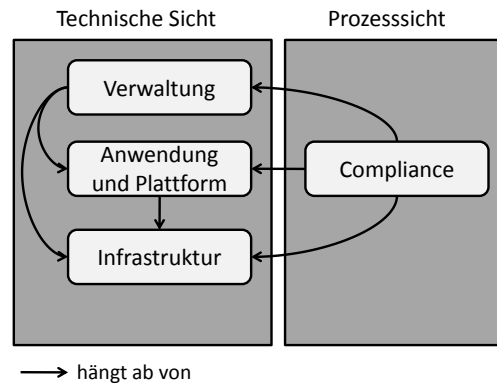 Technische Sicht
Prozesssicht
Verwaltung
Anwendung
und Plattform
Compliance
Infrastruktur
hängt ab von